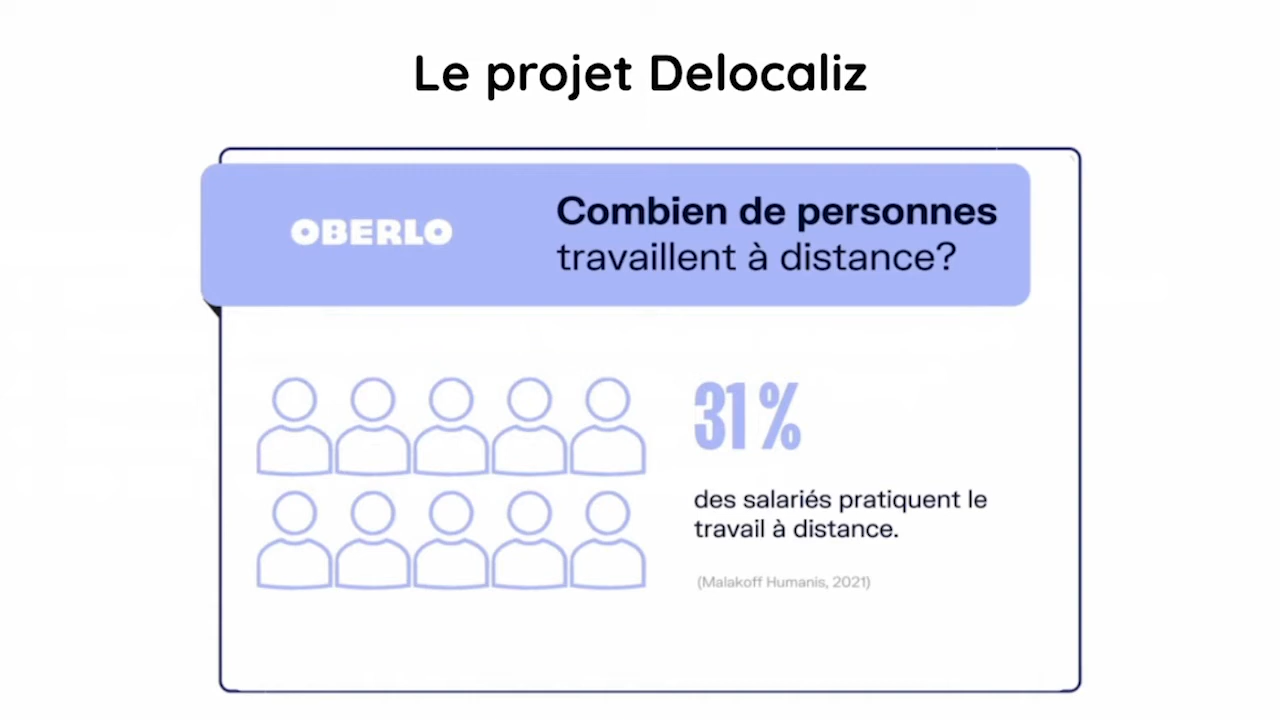 Le projet Delocaliz
OBERLO
Combien de personnes
travaillent à distance?
31%
des salariés pratiquent le
travail à distance.
(Malakoff Humanis, 2021)